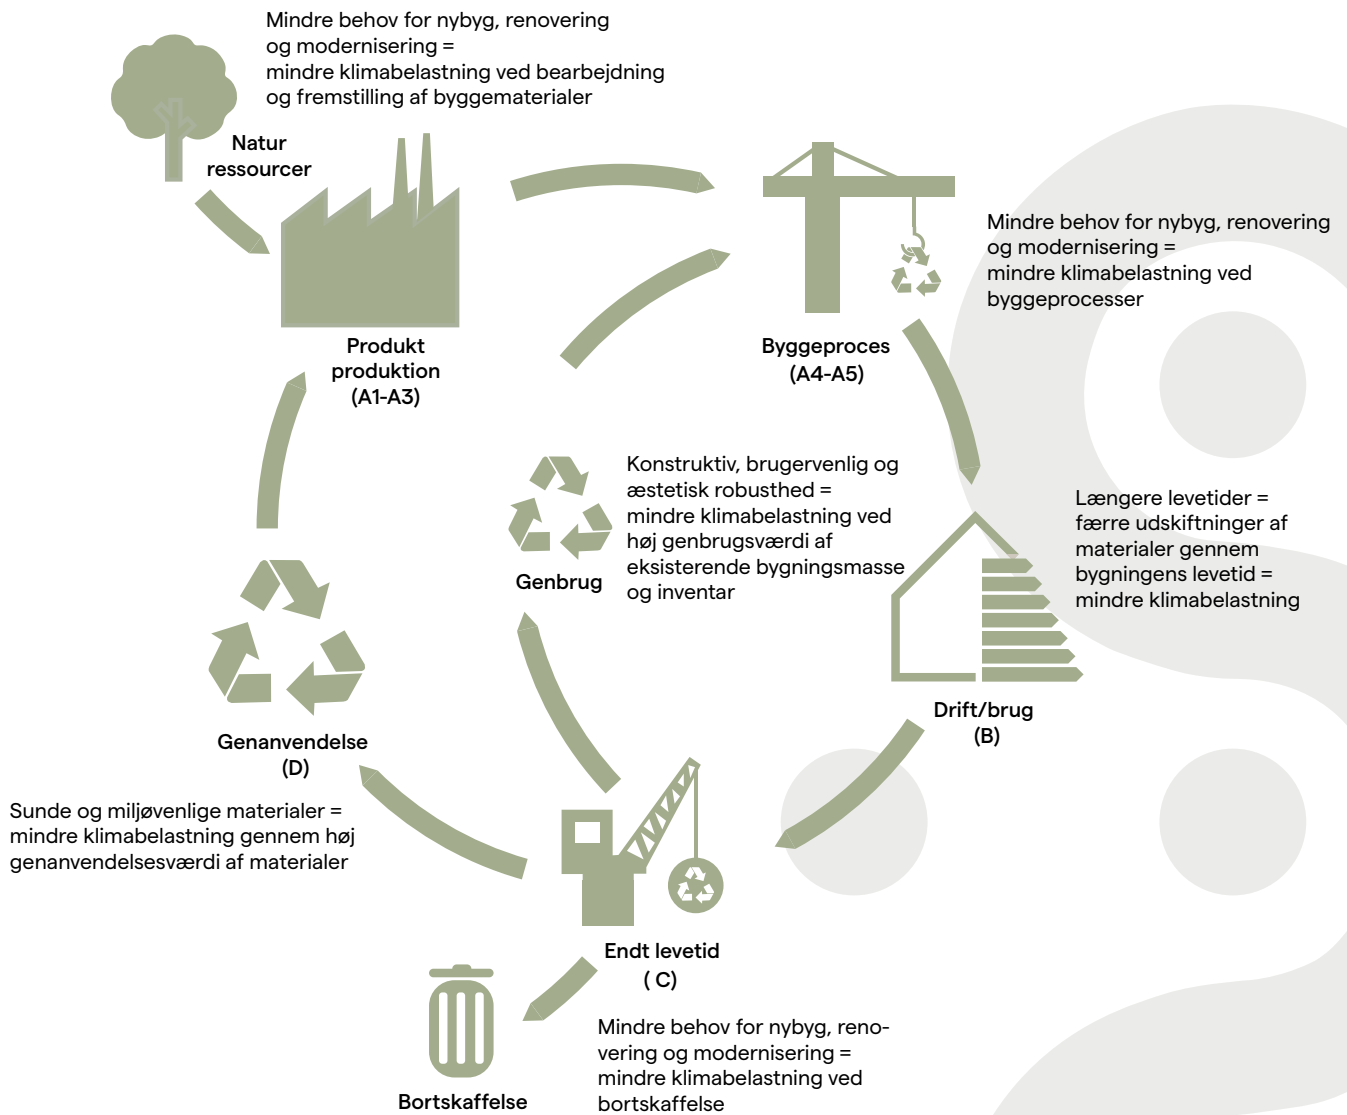 Mindre behov for nybyg, renovering
og modernisering =
mindre klimabelastning ved bearbejdning
og fremstilling af byggematerialer
Natur
ressourcer
Produkt
produktion
(A1-A3)
Byggeproces
(A4-A5)
Mindre behov for nybyg, renovering
og modernisering =
mindre klimabelastning ved
byggeprocesser
Konstruktiv, brugervenlig og
æstetisk robusthed =
mindre klimabelastning ved
høj genbrugsværdi af
eksisterende bygningsmasse
og inventar
Genbrug
Længere levetider =
færre udskiftninger af
materialer gennem
bygningens levetid =
mindre klimabelastning
Drift/brug
(B)
Genanvendelse
(D)
Sunde og miljøvenlige materialer =
mindre klimabelastning gennem høj
genanvendelsesværdi af materialer
Endt levetid
( C)
Mindre behov for nybyg, reno-
vering og modernisering =
mindre klimabelastning ved
bortskaffelse
Bortskaffelse